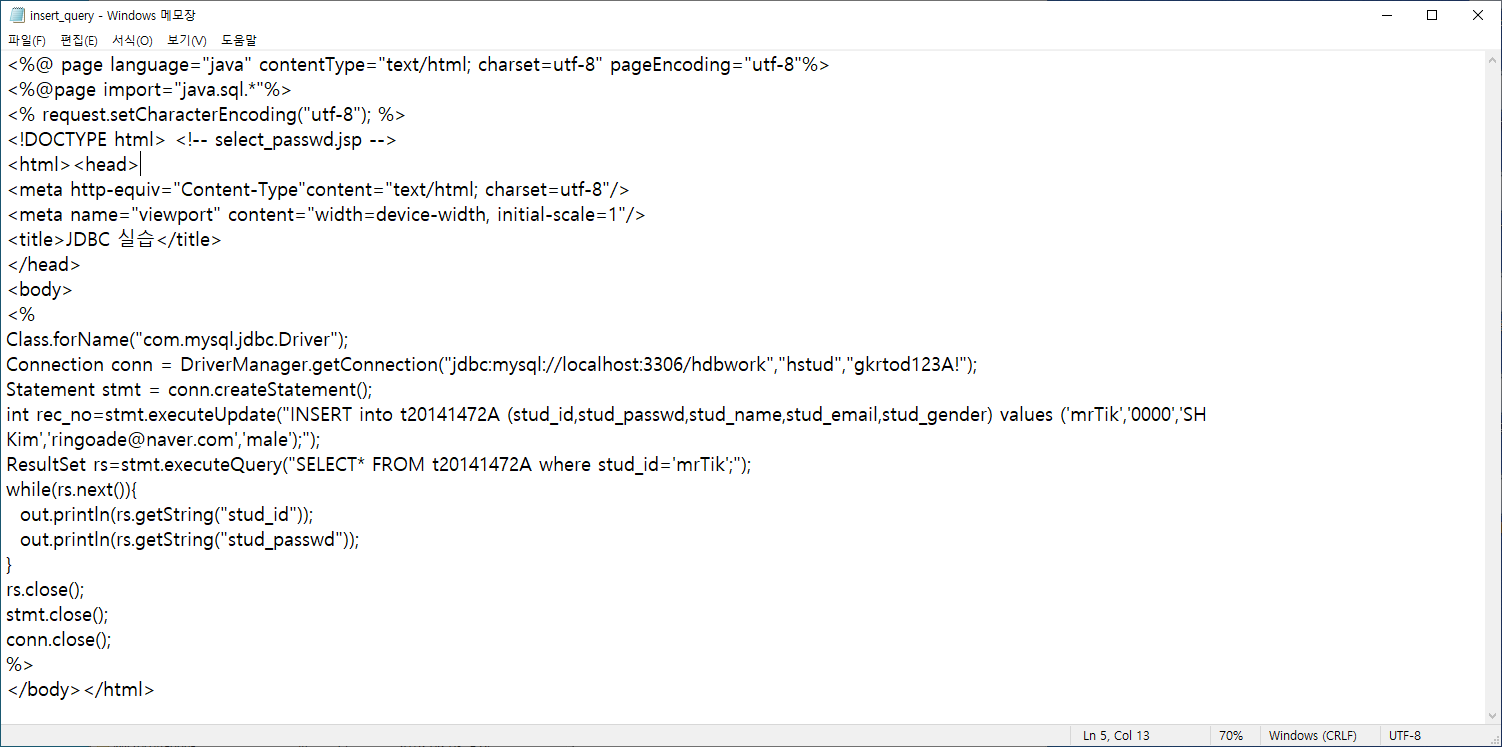 insert_query - Windows 메모장
파일(F) 편집(E) 서식(O) 보기(V) 도움말
<%@ page language="java" contentType="text/html; charset=utf-8" pageEncoding="utf-8"%>
<%@page import="java.sql.*"%>
<% request.setCharacterEncoding("utf-8"); %>
<!DOCTYPE html> <!-- select_passwd.jsp -->
<html><head>
<meta http-equiv="Content-Type"content="text/html; charset=utf-8"/>
<meta name="viewport" content="width=device-width, initial-scale=1"/>
<title>JDBC 실습</title>
</head>
<body>
<%
Class.forName("com.mysql.jdbc.Driver");
Connection conn = DriverManager.getConnection("jdbc:mysql://localhost:3306/hdbwork","hstud","gkrtod123A!");
Statement stmt = conn.createStatement();
int rec_no=stmt.executeUpdate("INSERT into t20141472A (stud_id,stud_passwd,stud_name,stud_email,stud_gender) values ('mrTik','0000','SH
Kim','ringoade@naver.com','male');");
ResultSet rs=stmt.executeQuery("SELECT* FROM t20141472A where stud_id='mrTik';");
while(rs.next()){
  out.println(rs.getString("stud_id"));
  out.println(rs.getString("stud_passwd"));
}
rs.close();
stmt.close();
conn.close();
%>
</body></html>
Ln 5, Col 13 70% Windows (CRLF) UTF-8